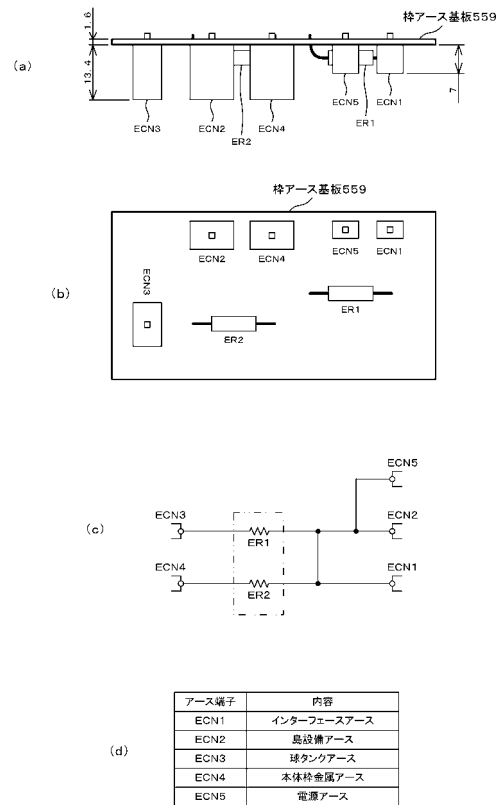 枠アース基板559
1.6
13.4
7
(a)
ECN3
ECN2
ER2
ECN4
ECN5
ER1
ECN1
枠アース基板559
(b)
ECN2
ECN4
ECN5
ECN1
ECN3
ER1
ER2
(c)
ECN5
ECN3
ECN2
ER1
ECN4
ECN1
ER2
(d)
アース端子 内容
ECN1 インターフェースアース
ECN2 島設備アース
ECN3 球タンクアース
ECN4 本体枠金属アース
ECN5 電源アース